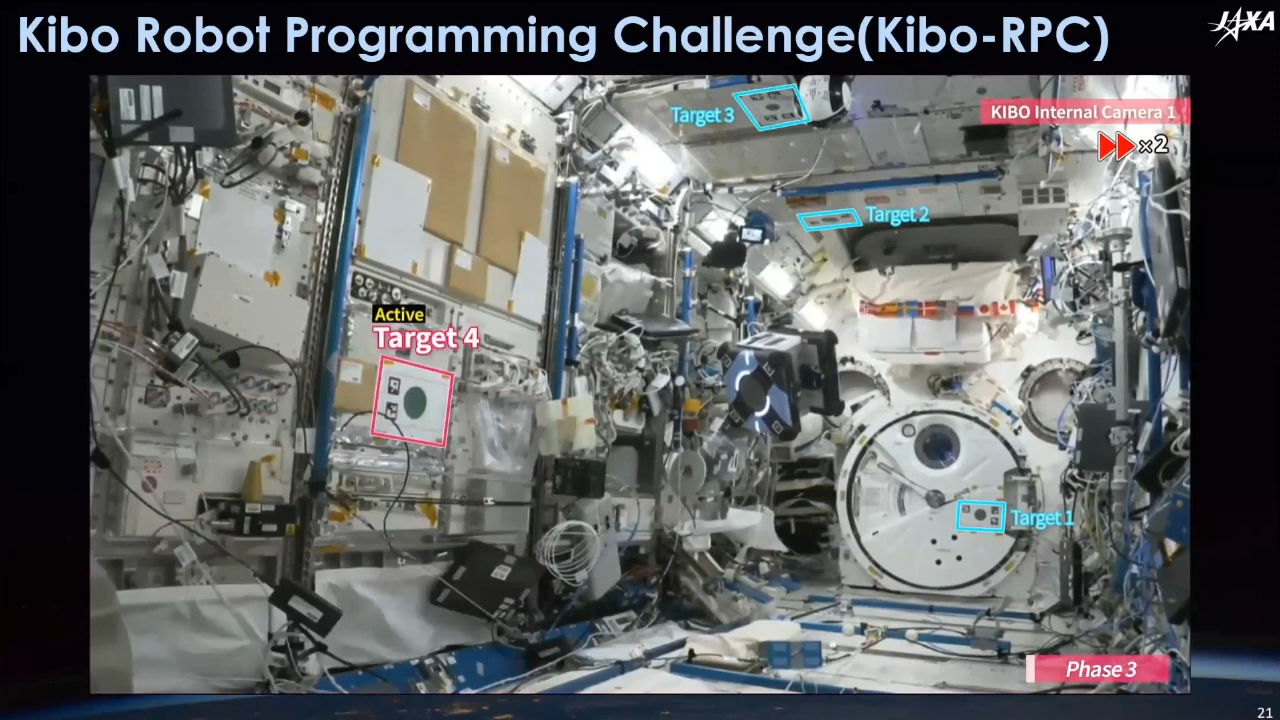 Kibo Robot Programming Challenge(Kibo-RPC)
JAXA
Target 3
KIBO Internal Camera 1
×2
Target 2
Active
Target 4
Target 1
Phase 3
21